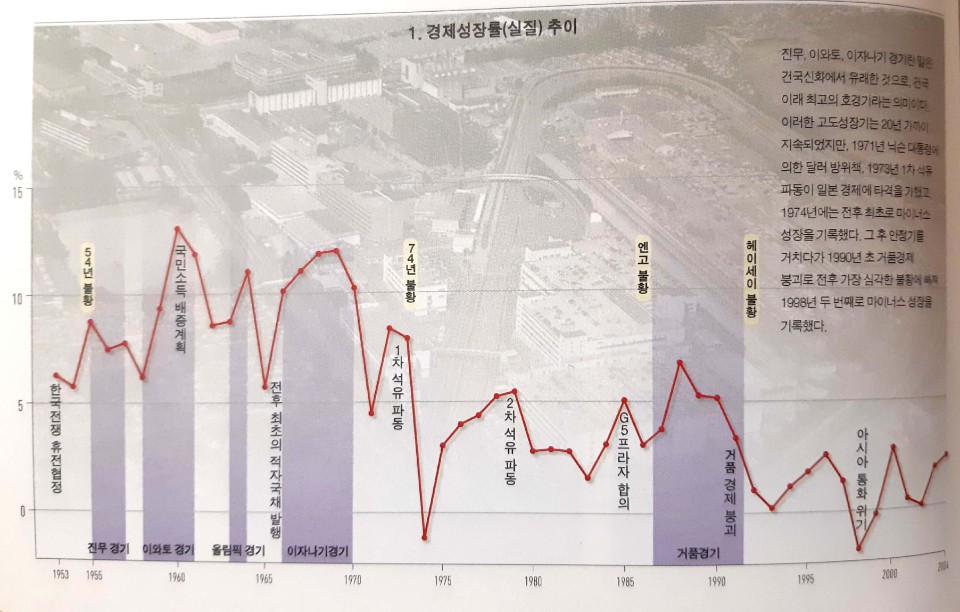 1. 경제성장률(실질) 추이
진무, 이와토, 이자나기 경기란 일본
건국신화에서 유래한 것으로, 건국
이래 최고의 호경기라는 의미이다.
이러한 고도성장기는 20년 가까이
지속되었지만, 1971년 닉슨 대통령에
의한 달러 방위책, 1973년 1차 석유
파동이 일본 경제에 타격을 가했고,
1974년에는 전후 최초로 마이너스
성장을 기록했다. 그 후 안정기를
거치다가 1990년 초 거품경제
붕괴로 전후 가장 심각한 불황에 빠져
1998년 두 번째로 마이너스 성장을
기록했다.
%
15
10
5
0
54년 불황
74년 불황
엔고 불황
헤이세이 불황
한국전쟁 휴전협정
국민소득 배증계획
전후 최초의 적자국채 발행
1차 석유 파동
2차 석유 파동
G5프라자 합의
거품 경제 붕괴
아시아 통화 위기
진무 경기
이와토 경기
올림픽 경기
이자나기경기
거품경기
1953 1955 1960 1965 1970 1975 1980 1985 1990 1995 2000 2004